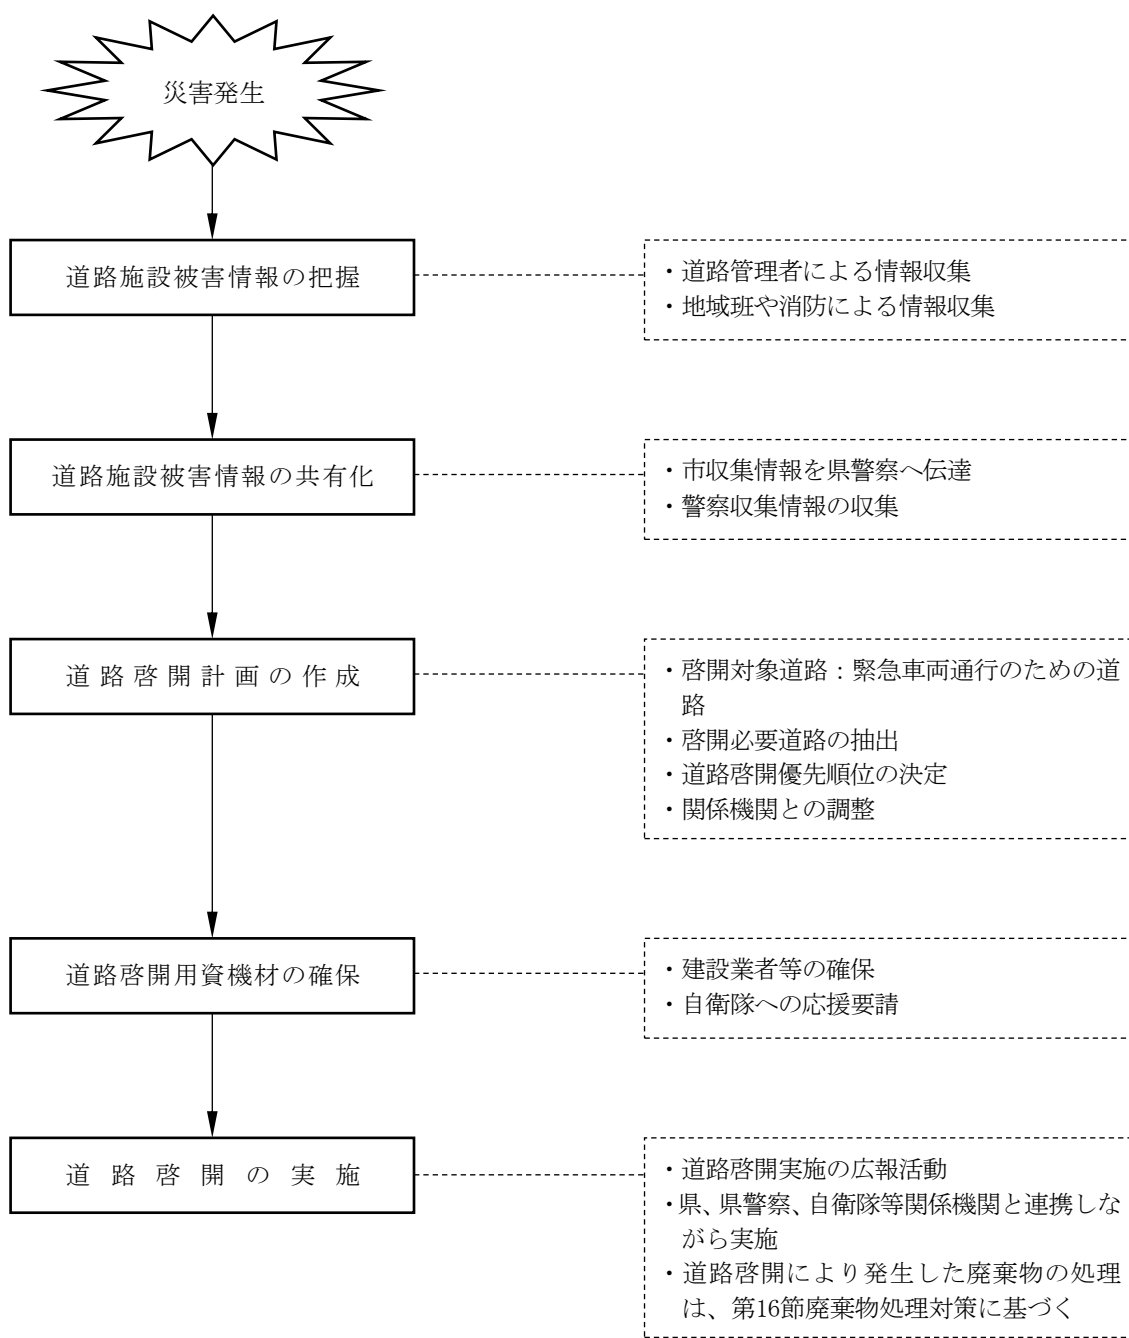 災害発生
道路施設被害情報の把握
・道路管理者による情報収集
・地域班や消防による情報収集
道路施設被害情報の共有化
・市収集情報を県警察へ伝達
・警察収集情報の収集
道路啓開計画の作成
・啓開対象道路：緊急車両通行のための道
路
・啓開必要道路の抽出
・道路啓開優先順位の決定
・関係機関との調整
道路啓開用資機材の確保
・建設業者等の確保
・自衛隊への応援要請
道路啓開の実施
・道路啓開実施の広報活動
・県、県警察、自衛隊等関係機関と連携しな
がら実施
・道路啓開により発生した廃棄物の処理
は、第16節廃棄物処理対策に基づく